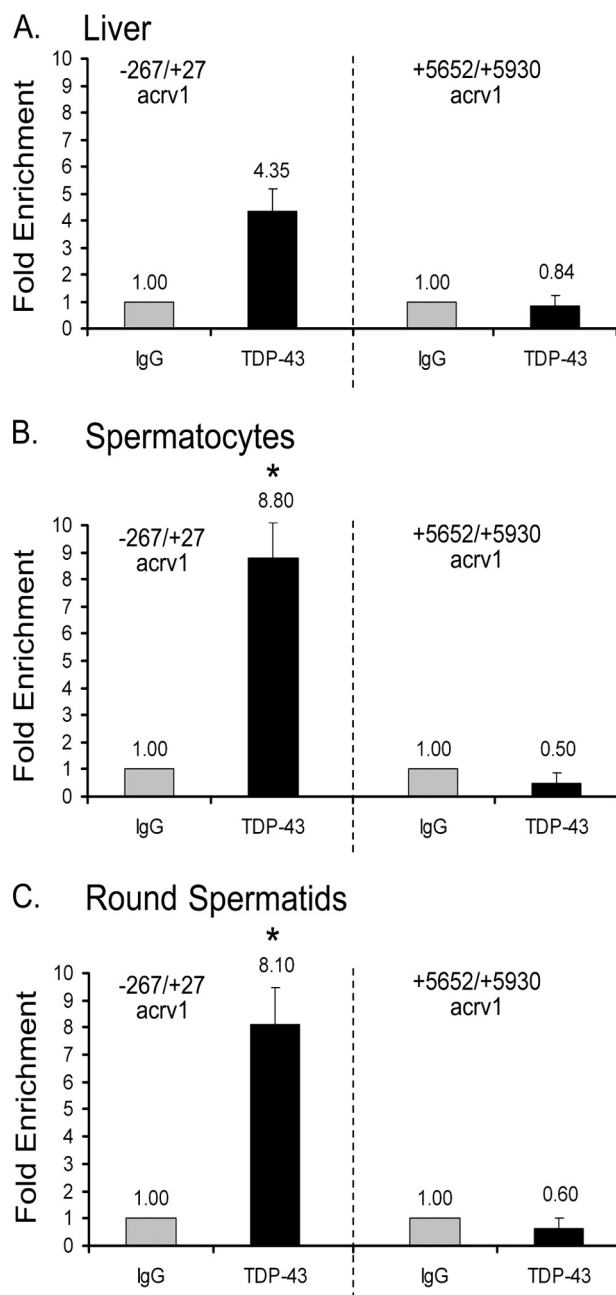 A. Liver
Fold Enrichment
10
9
8
7
6
5
4
3
2
1
0
-267/+27
acrv1
+5652/+5930
acrv1
1.00
4.35
1.00
0.84
IgG
TDP-43
IgG
TDP-43
B. Spermatocytes
Fold Enrichment
10
9
8
7
6
5
4
3
2
1
0
-267/+27
acrv1
*
8.80
+5652/+5930
acrv1
1.00
1.00
0.50
IgG
TDP-43
IgG
TDP-43
C. Round Spermatids
Fold Enrichment
10
9
8
7
6
5
4
3
2
1
0
-267/+27
acrv1
*
8.10
+5652/+5930
acrv1
1.00
1.00
0.60
IgG
TDP-43
IgG
TDP-43